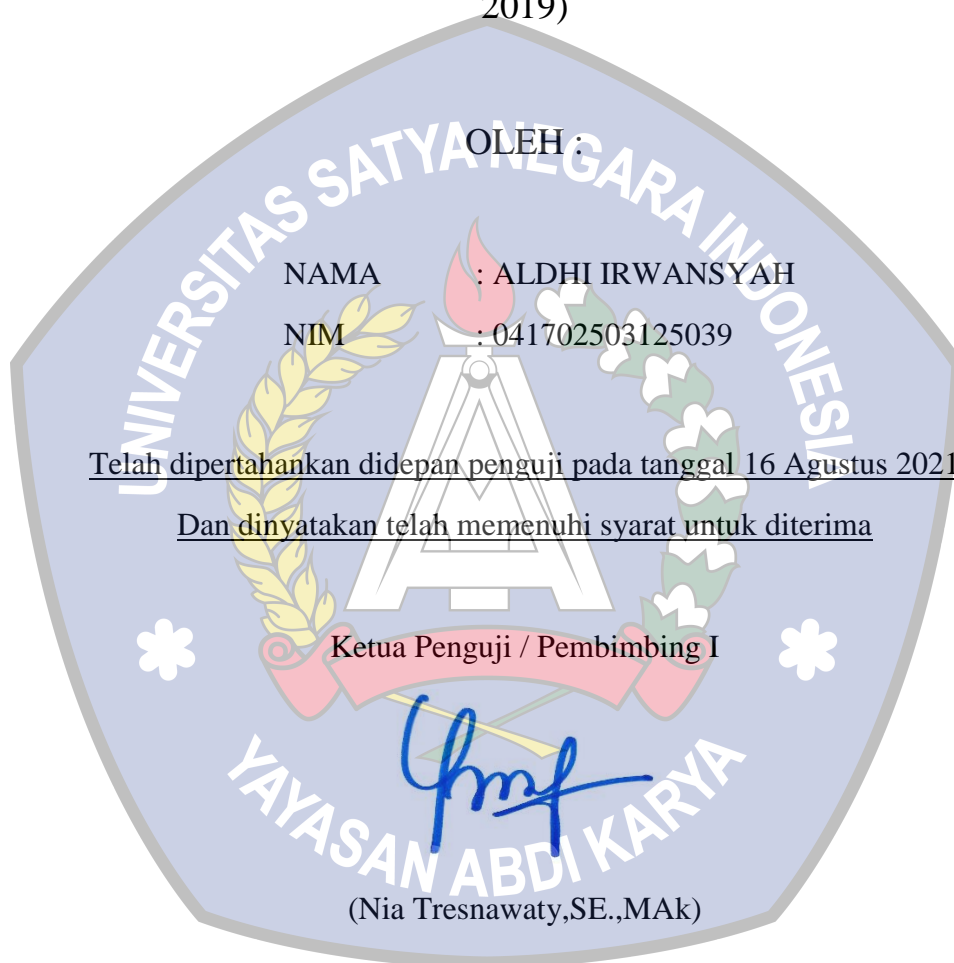 2019)
OLEH :
UNIVERSITAS SATYA NEGARA INDONESIA
NAMA : ALDHI IRWANSYAH
NIM : 041702503125039
Telah dipertahankan didepan penguji pada tanggal 16 Agustus 2021
Dan dinyatakan telah memenuhi syarat untuk diterima
Ketua Penguji / Pembimbing I
YAYASAN ABDI KARYA
(Nia Tresnawaty,SE.,MAk)